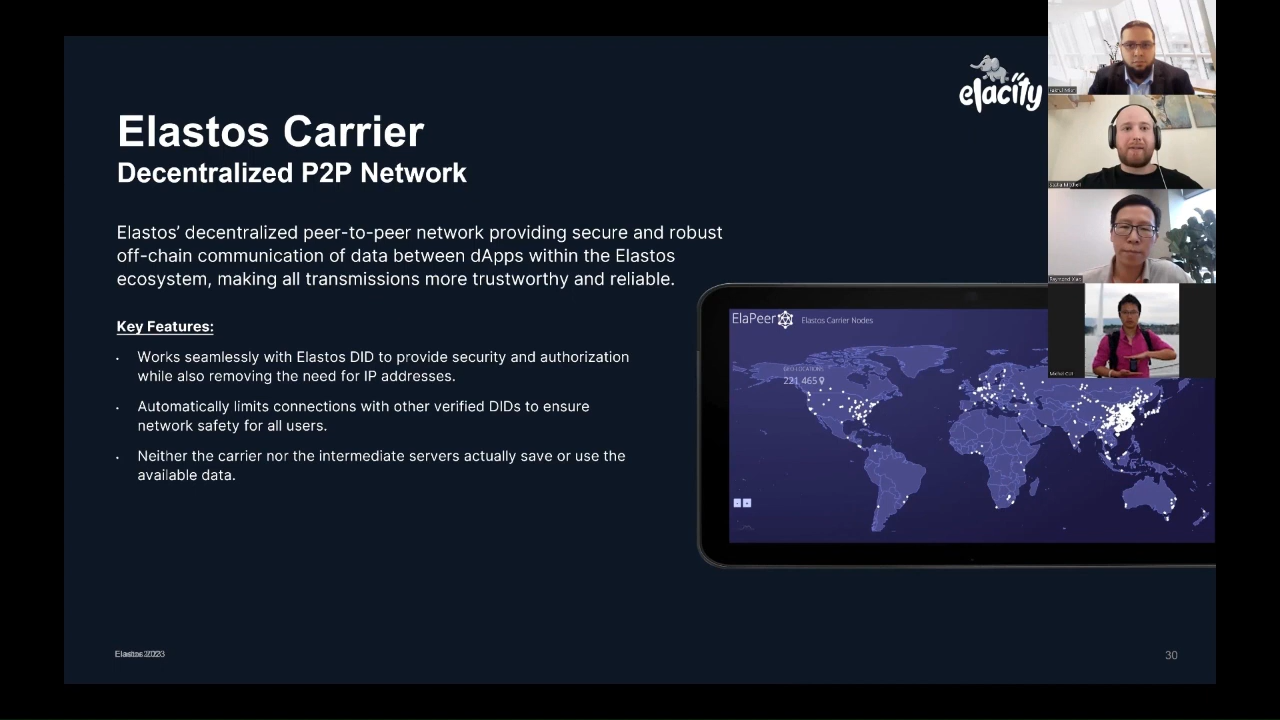 elacity
Elastos Carrier
Decentralized P2P Network
Elastos’ decentralized peer-to-peer network providing secure and robust
off-chain communication of data between dApps within the Elastos
ecosystem, making all transmissions more trustworthy and reliable.
Key Features:
· Works seamlessly with Elastos DID to provide security and authorization
while also removing the need for IP addresses.
· Automatically limits connections with other verified DIDs to ensure
network safety for all users.
· Neither the carrier nor the intermediate servers actually save or use the
available data.
ElaPeer Elastos Carrier Nodes
GEO LOCATIONS
221,465
30